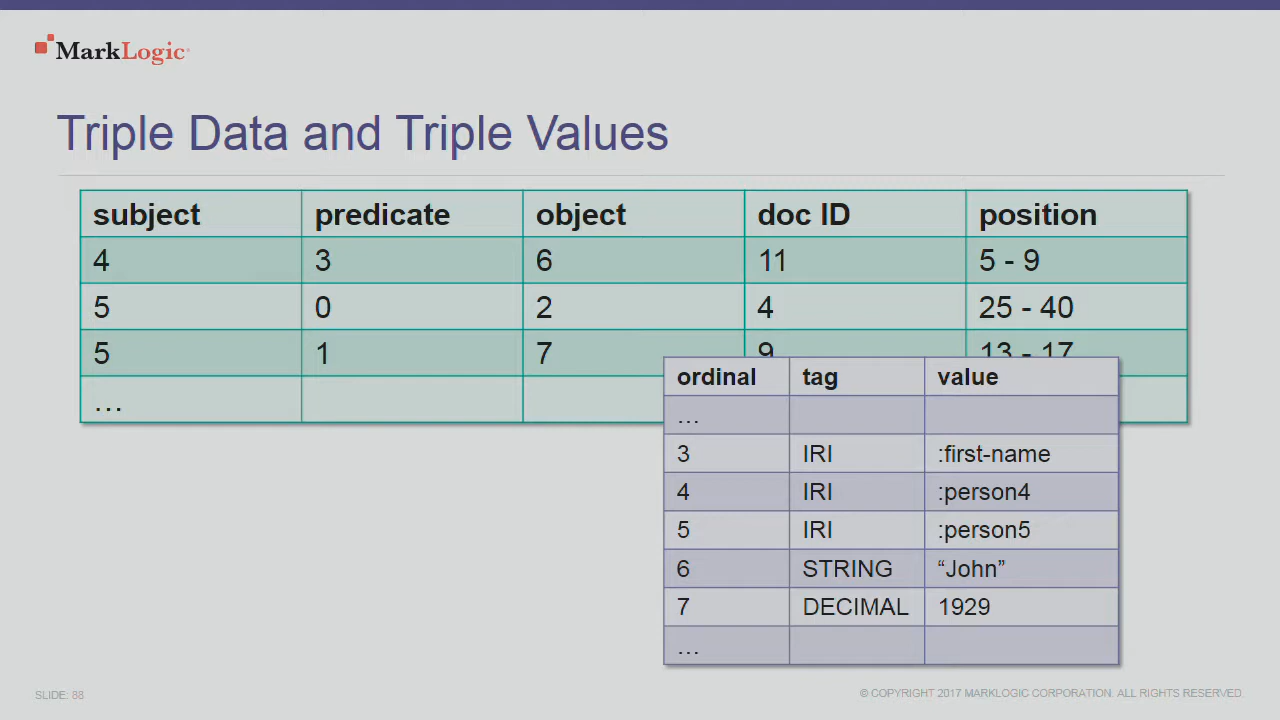 MarkLogic
Triple Data and Triple Values
subject predicate object doc ID position
4 3 6 11 5 - 9
5 0 2 4 25 - 40
5 1 7 9 13 - 17
…
ordinal tag value
…
3 IRI :first-name
4 IRI :person4
5 IRI :person5
6 STRING “John”
7 DECIMAL 1929
…
SLIDE: 88 © COPYRIGHT 2017 MARKLOGIC CORPORATION. ALL RIGHTS RESERVED.